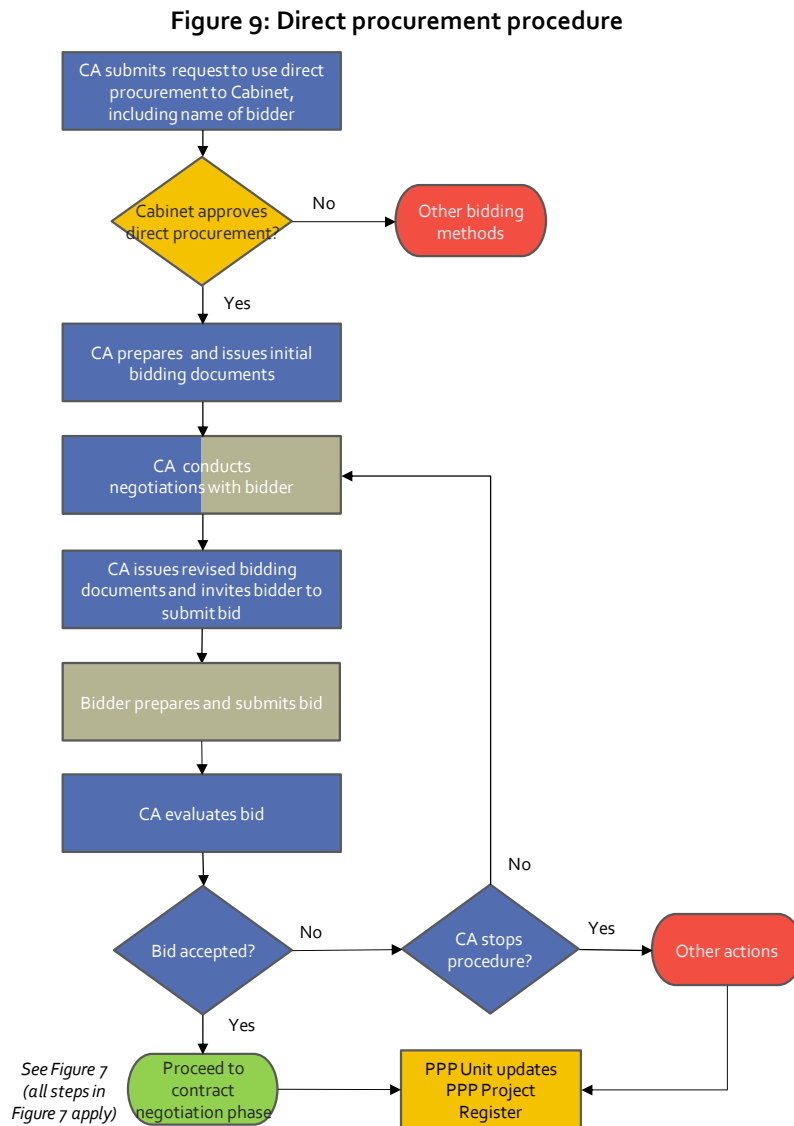 Figure 9: Direct procurement procedure
CA submits request to use direct
procurement to Cabinet,
including name of bidder
Cabinet approves
direct procurement?
No
Other bidding
methods
Yes
CA prepares and issues initial
bidding documents
CA conducts
negotiations with bidder
CA issues revised bidding
documents and invites bidder to
submit bid
Bidder prepares and submits bid
CA evaluates bid
No
Bid accepted?
No
CA stops
procedure?
Yes
Other actions
Yes
See Figure 7
(all steps in
Figure 7 apply)
Proceed to
contract
negotiation phase
PPP Unit updates
PPP Project
Register